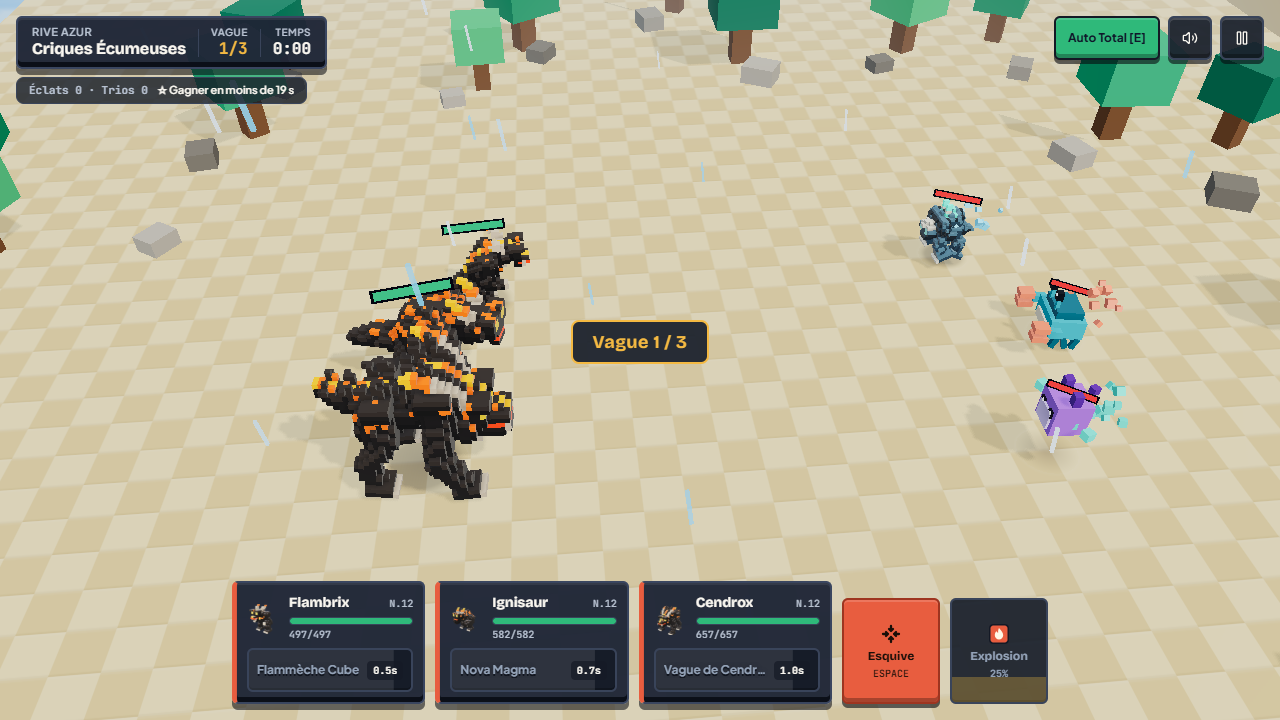 RIVE AZUR
Criques Écumeuses
VAGUE
1/3
TEMPS
0:00
Éclats 0 · Trios 0 ★ Gagner en moins de 19 s
Auto Total [E]
Vague 1 / 3
Flambrix N.12
497/497
Flammèche Cube 0.5s
Ignisaur N.12
582/582
Nova Magma 0.7s
Cendrox N.12
657/657
Vague de Cendr... 1.0s
Esquive
ESPACE
Explosion
25%